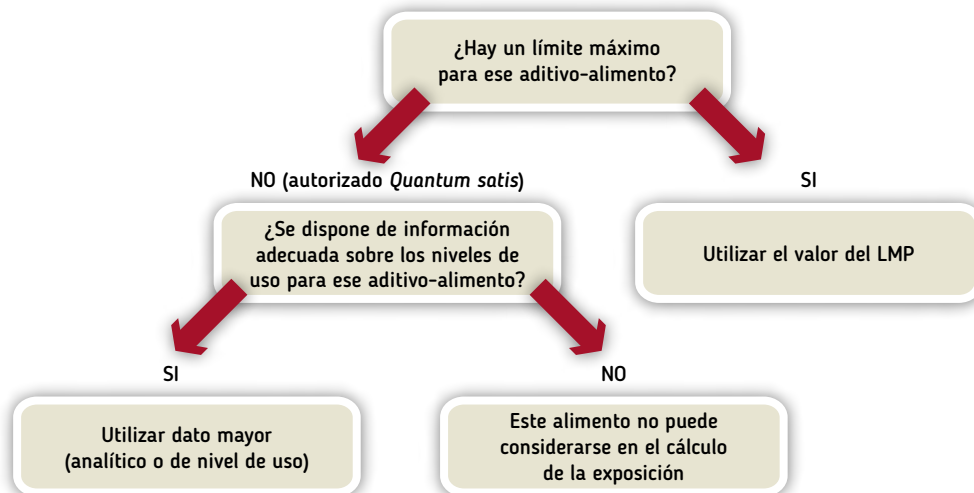 ¿Hay un límite máximo
para ese aditivo-alimento?
NO (autorizado Quantum satis)
SI
¿Se dispone de información
adecuada sobre los niveles de
uso para ese aditivo-alimento?
Utilizar el valor del LMP
SI
NO
Utilizar dato mayor
(analítico o de nivel de uso)
Este alimento no puede
considerarse en el cálculo
de la exposición